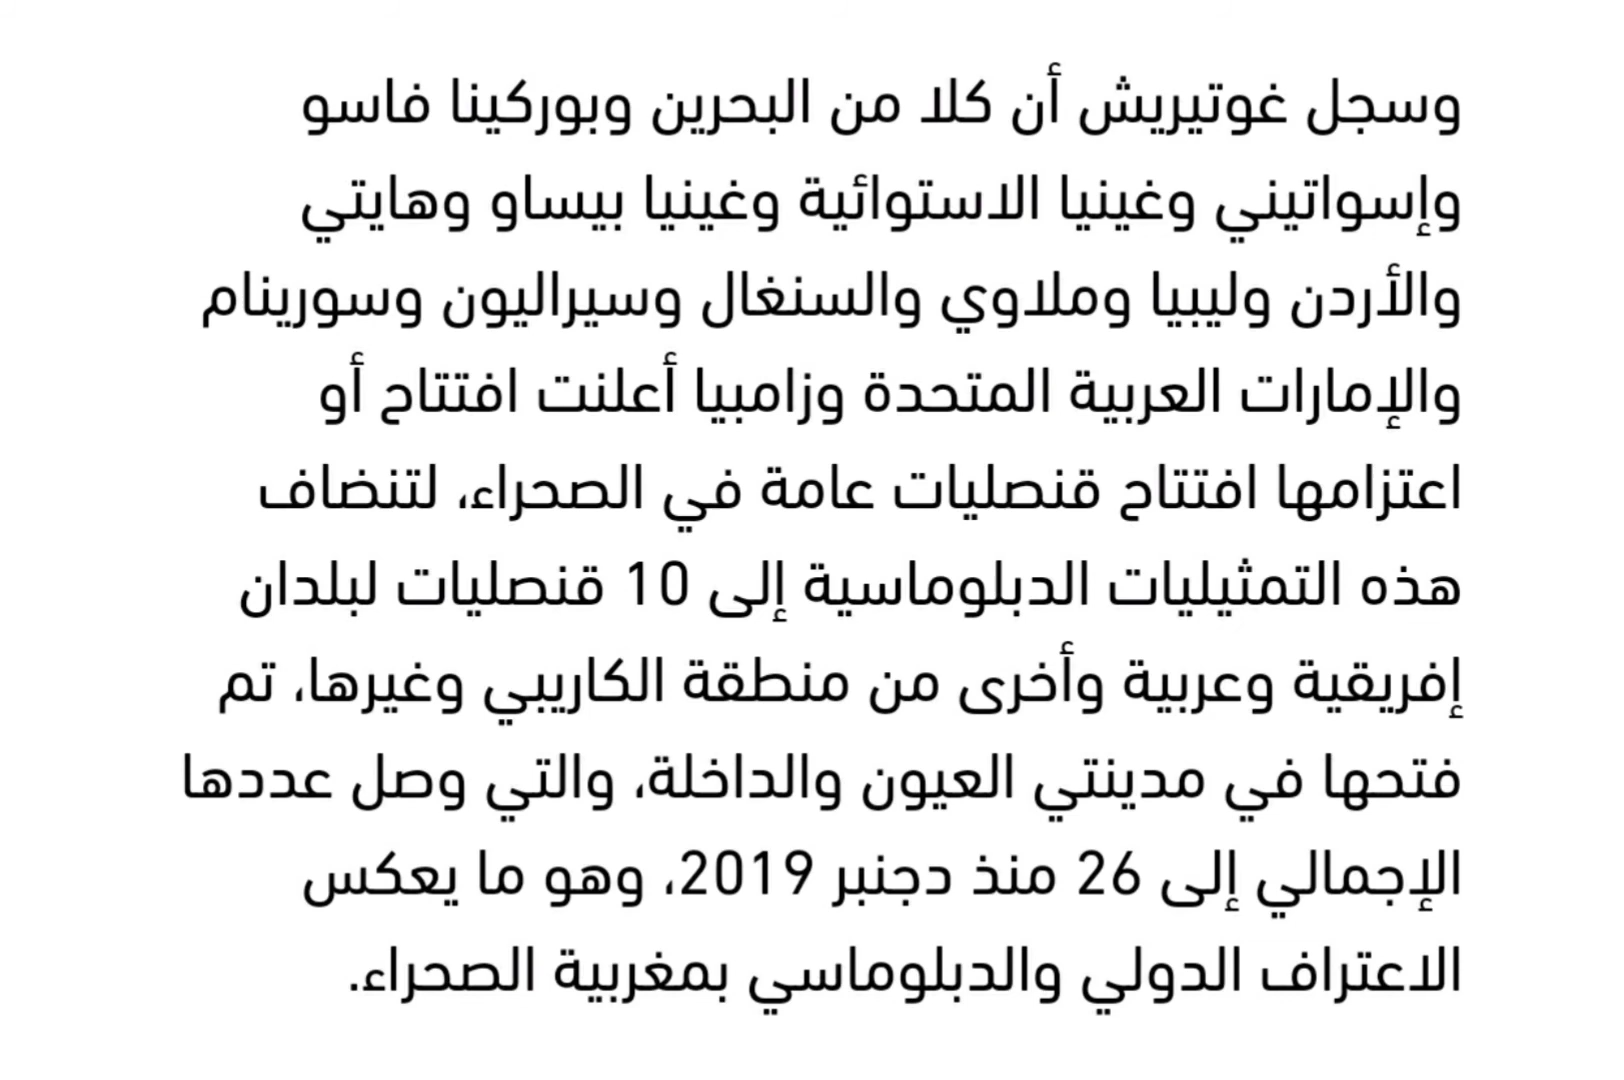 وسجل غوتيريش أن كلا من البحرين وبوركينا فاسو
وإسواتيني وغينيا الاستوائية وغينيا بيساو وهايتي
والأردن وليبيا وملاوي والسنغال وسيراليون وسورينام
والإمارات العربية المتحدة وزامبيا أعلنت افتتاح أو
اعتزامها افتتاح قنصليات عامة في الصحراء، لتنضاف
هذه التمثيليات الدبلوماسية إلى 10 قنصليات لبلدان
إفريقية وعربية وأخرى من منطقة الكاريبي وغيرها، تم
فتحها في مدينتي العيون والداخلة، والتي وصل عددها
الإجمالي إلى 26 منذ دجنبر 2019، وهو ما يعكس
الاعتراف الدولي والدبلوماسي بمغربية الصحراء.